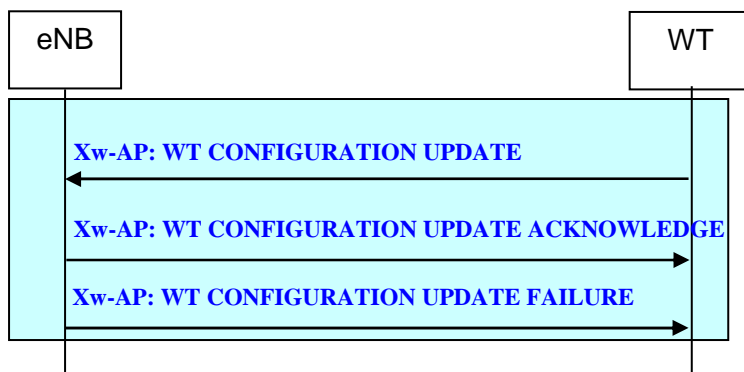 eNB
WT
Xw-AP: WT CONFIGURATION UPDATE
Xw-AP: WT CONFIGURATION UPDATE ACKNOWLEDGE
Xw-AP: WT CONFIGURATION UPDATE FAILURE